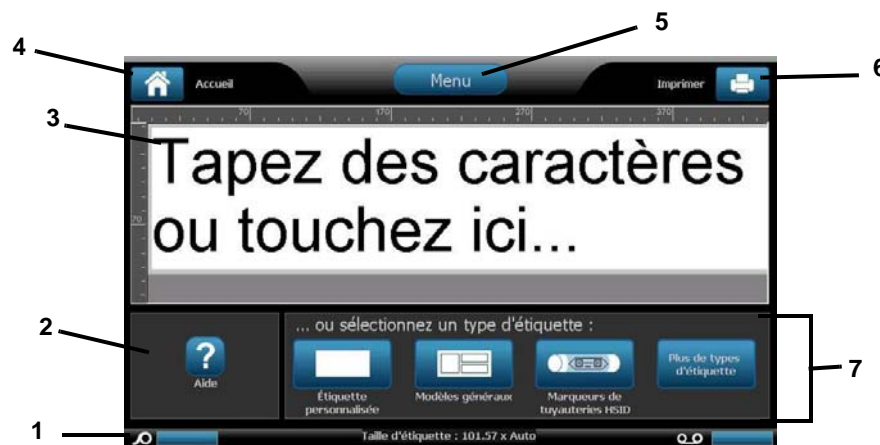 5
4
6
Accueil
Menu
Imprimer
70 170 270 370
3
Tapez des caractères
70
ou touchez ici...
2
... ou sélectionnez un type d'étiquette :
?
Aide
Étiquette
personnalisée
Modèles généraux
Marqueurs de
tuyauteries HSID
Plus de types
d'étiquette
7
1
Taille d'étiquette : 101.57 x Auto